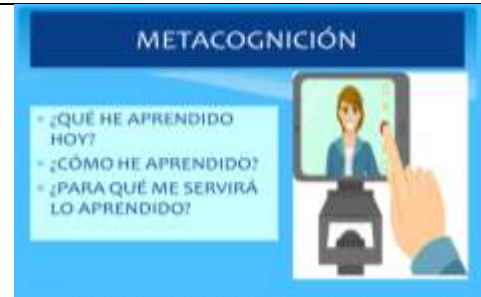 METACOGNICIÓN
¿QUÉ HE APRENDIDO
HOY?
¿CÓMO HE APRENDIDO?
¿PARA QUÉ ME SERVIRÁ
LO APRENDIDO?